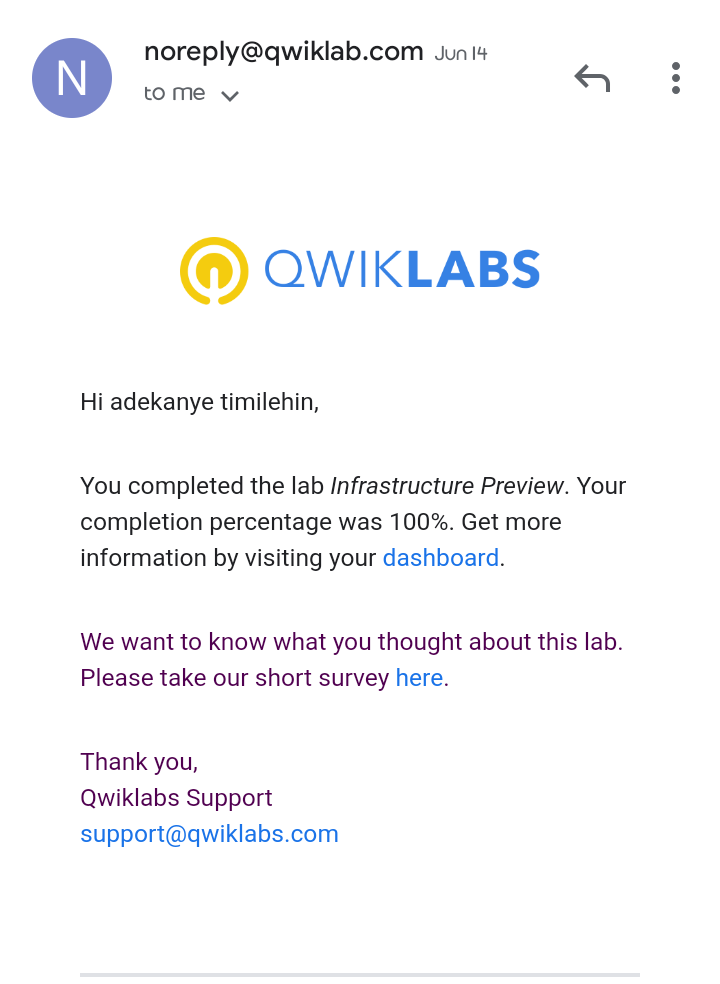 N
noreply@qwiklab.com Jun 14
to me
QWIKLABS
Hi adekanye timilehin,
You completed the lab Infrastructure Preview. Your
completion percentage was 100%. Get more
information by visiting your dashboard.
We want to know what you thought about this lab.
Please take our short survey here.
Thank you,
Qwiklabs Support
support@qwiklabs.com